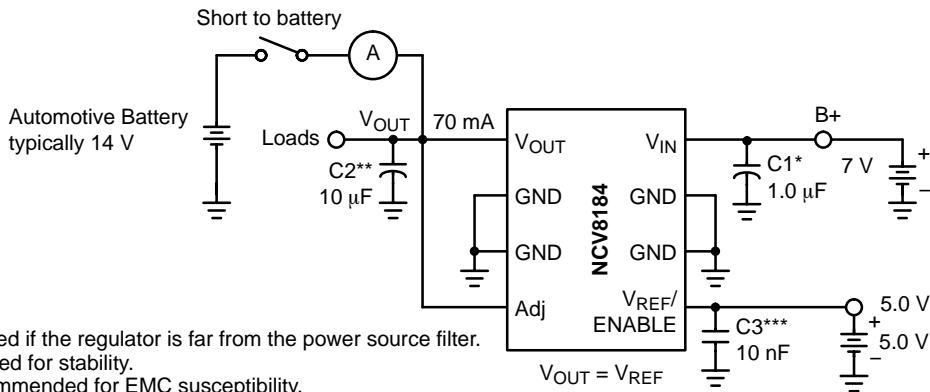 Short to battery
A
Automotive Battery
typically 14 V
Loads
VOUT
70 mA
C2**
10 μF
VOUT
GND
GND
Adj
NCV8184
VIN
GND
GND
VREF/
ENABLE
B+
C1*
1.0 μF
7 V
+
−
C3***
10 nF
5.0 V
+
5.0 V
−
VOUT = VREF
ed if the regulator is far from the power source filter.
ed for stability.
mmended for EMC susceptibility.